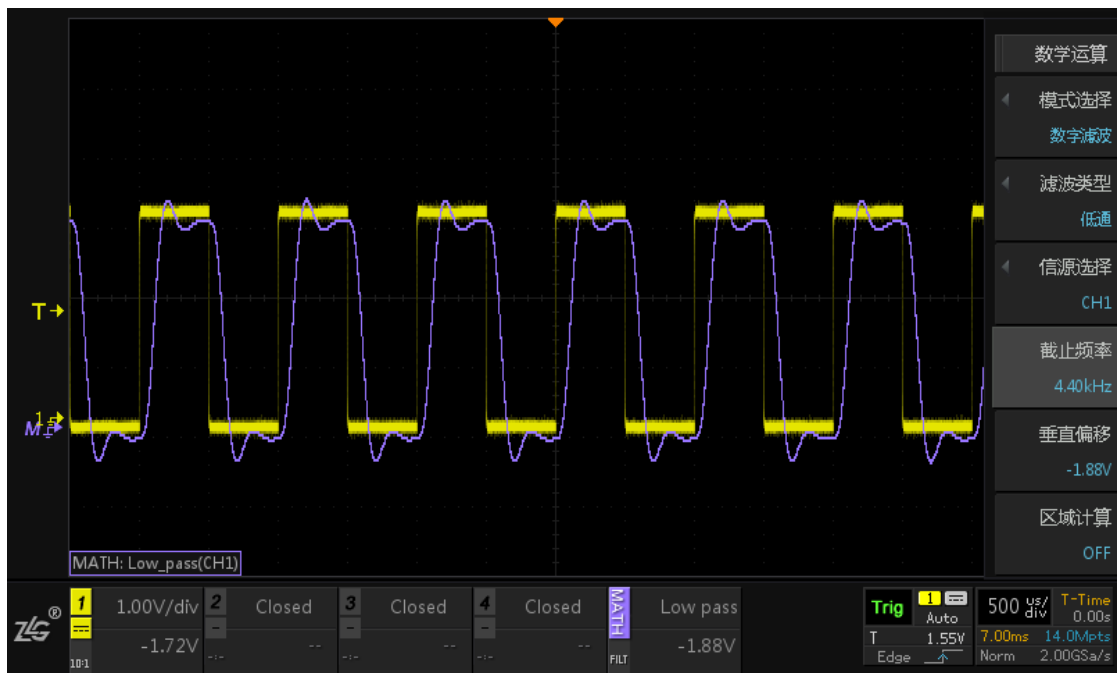 数学运算
模式选择
数字滤波
滤波类型
低通
信源选择
CH1
截止频率
4.40kHz
垂直偏移
-1.88V
区域计算
OFF
T
1
M
MATH: Low_pass(CH1)
ZLG®
1 1.00V/div
-1.72V
10:1
2 Closed
-:- --
3 Closed
-:- --
4 Closed
-:- --
MATH Low pass
FILT -1.88V
Trig 1 Auto
T 1.55V
Edge
500 us/div T-Time 0.00s
7.00ms 14.0Mpts
Norm 2.00GSa/s